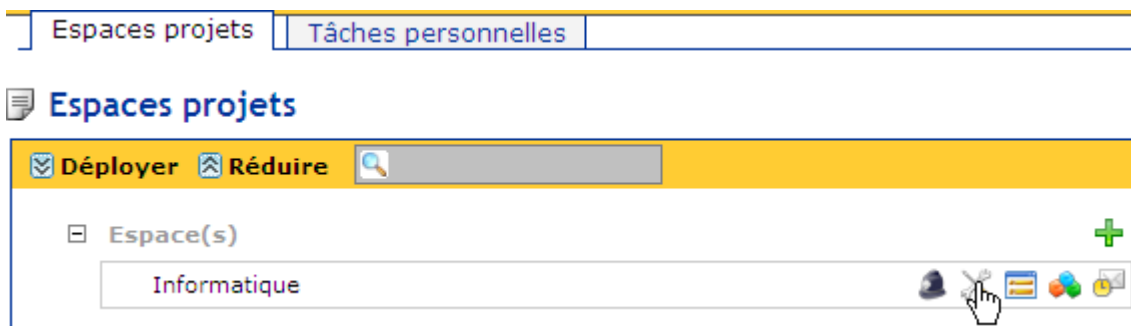 Espaces projets Tâches personnelles
Espaces projets
Déployer Réduire
Espace(s)
Informatique